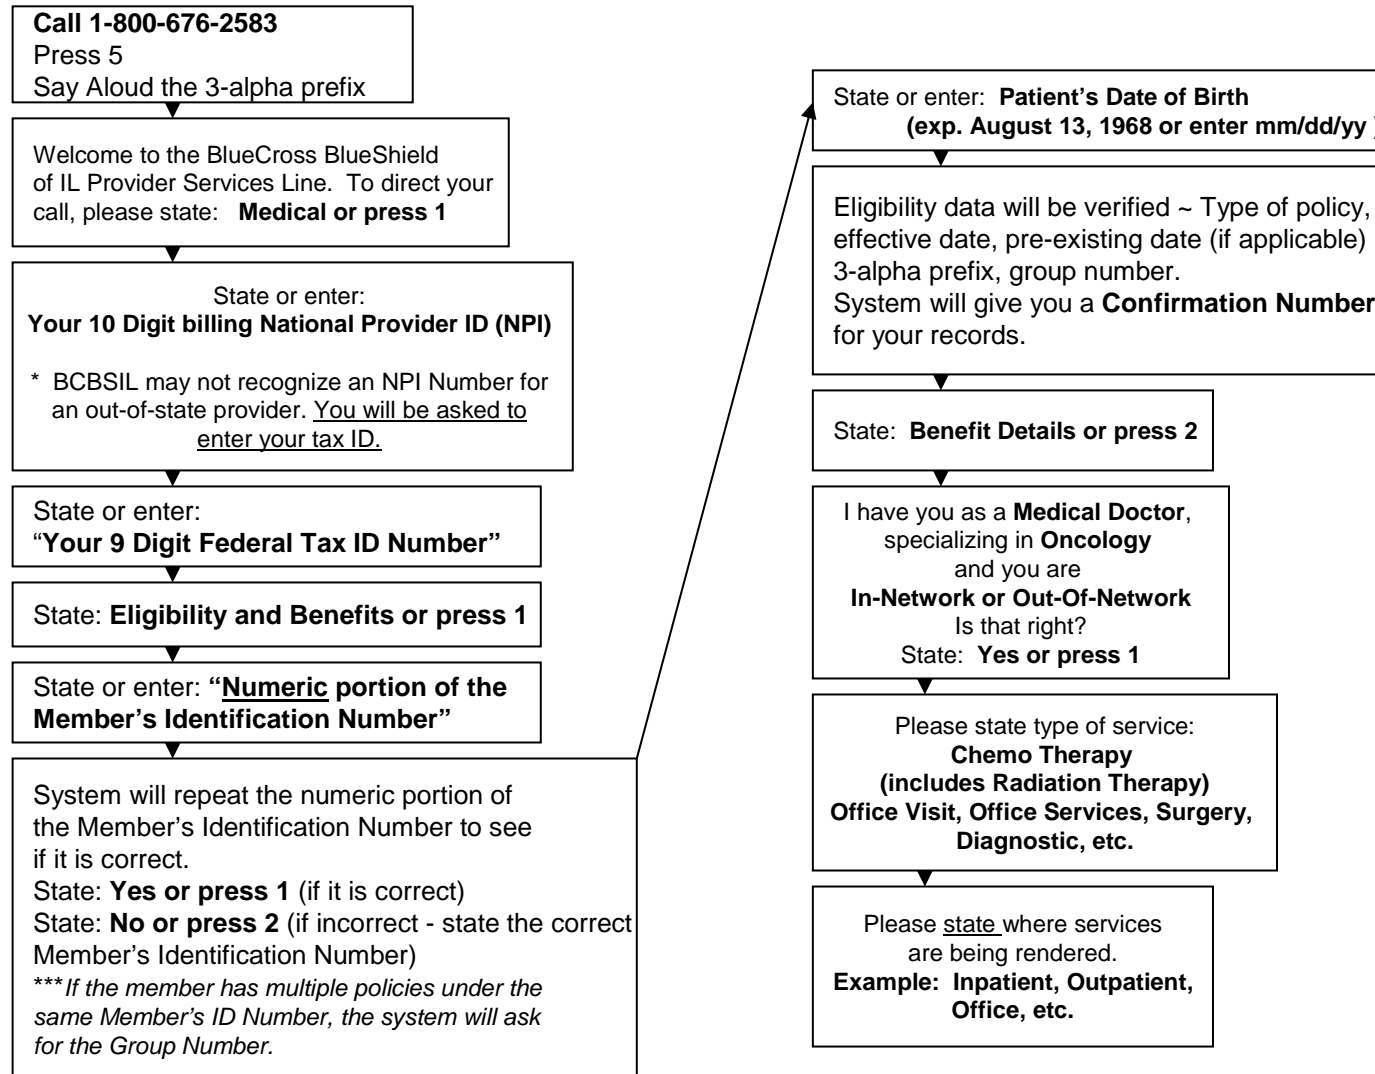 Call 1-800-676-2583
Press 5
Say Aloud the 3-alpha prefix
Welcome to the BlueCross BlueShield
of IL Provider Services Line. To direct your
call, please state: Medical or press 1
State or enter:
Your 10 Digit billing National Provider ID (NPI)
* BCBSIL may not recognize an NPI Number for
an out-of-state provider. You will be asked to
enter your tax ID.
State or enter:
“Your 9 Digit Federal Tax ID Number”
State: Eligibility and Benefits or press 1
State or enter: “Numeric portion of the
Member’s Identification Number”
System will repeat the numeric portion of
the Member’s Identification Number to see
if it is correct.
State: Yes or press 1 (if it is correct)
State: No or press 2 (if incorrect - state the correct
Member’s Identification Number)
***If the member has multiple policies under the
same Member’s ID Number, the system will ask
for the Group Number.
State or enter: Patient’s Date of Birth
(exp. August 13, 1968 or enter mm/dd/yy )
Eligibility data will be verified ~ Type of policy,
effective date, pre-existing date (if applicable)
3-alpha prefix, group number.
System will give you a Confirmation Number
for your records.
State: Benefit Details or press 2
I have you as a Medical Doctor,
specializing in Oncology
and you are
In-Network or Out-Of-Network
Is that right?
State: Yes or press 1
Please state type of service:
Chemo Therapy
(includes Radiation Therapy)
Office Visit, Office Services, Surgery,
Diagnostic, etc.
Please state where services
are being rendered.
Example: Inpatient, Outpatient,
Office, etc.